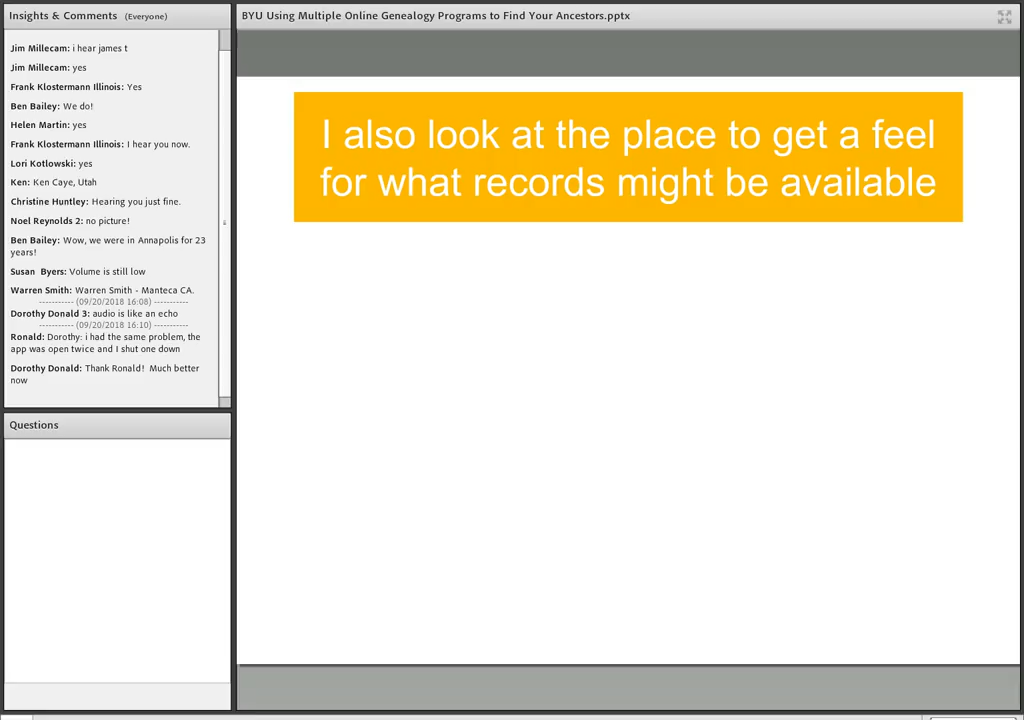 Insights & Comments (Everyone)
Jim Millecam: i hear james t
Jim Millecam: yes
Frank Klostermann Illinois: Yes
Ben Bailey: We do!
Helen Martin: yes
Frank Klostermann Illinois: I hear you now.
Lori Kotlowski: yes
Ken: Ken Caye, Utah
Christine Huntley: Hearing you just fine.
Noel Reynolds 2: no picture!
Ben Bailey: Wow, we were in Annapolis for 23
years!
Susan Byers: Volume is still low
Warren Smith: Warren Smith - Manteca CA.
----------- (09/20/2018 16:08) -----------
Dorothy Donald 3: audio is like an echo
----------- (09/20/2018 16:10) -----------
Ronald: Dorothy: i had the same problem, the
app was open twice and I shut one down
Dorothy Donald: Thank Ronald! Much better
now
Questions
BYU Using Multiple Online Genealogy Programs to Find Your Ancestors.pptx
I also look at the place to get a feel
for what records might be available